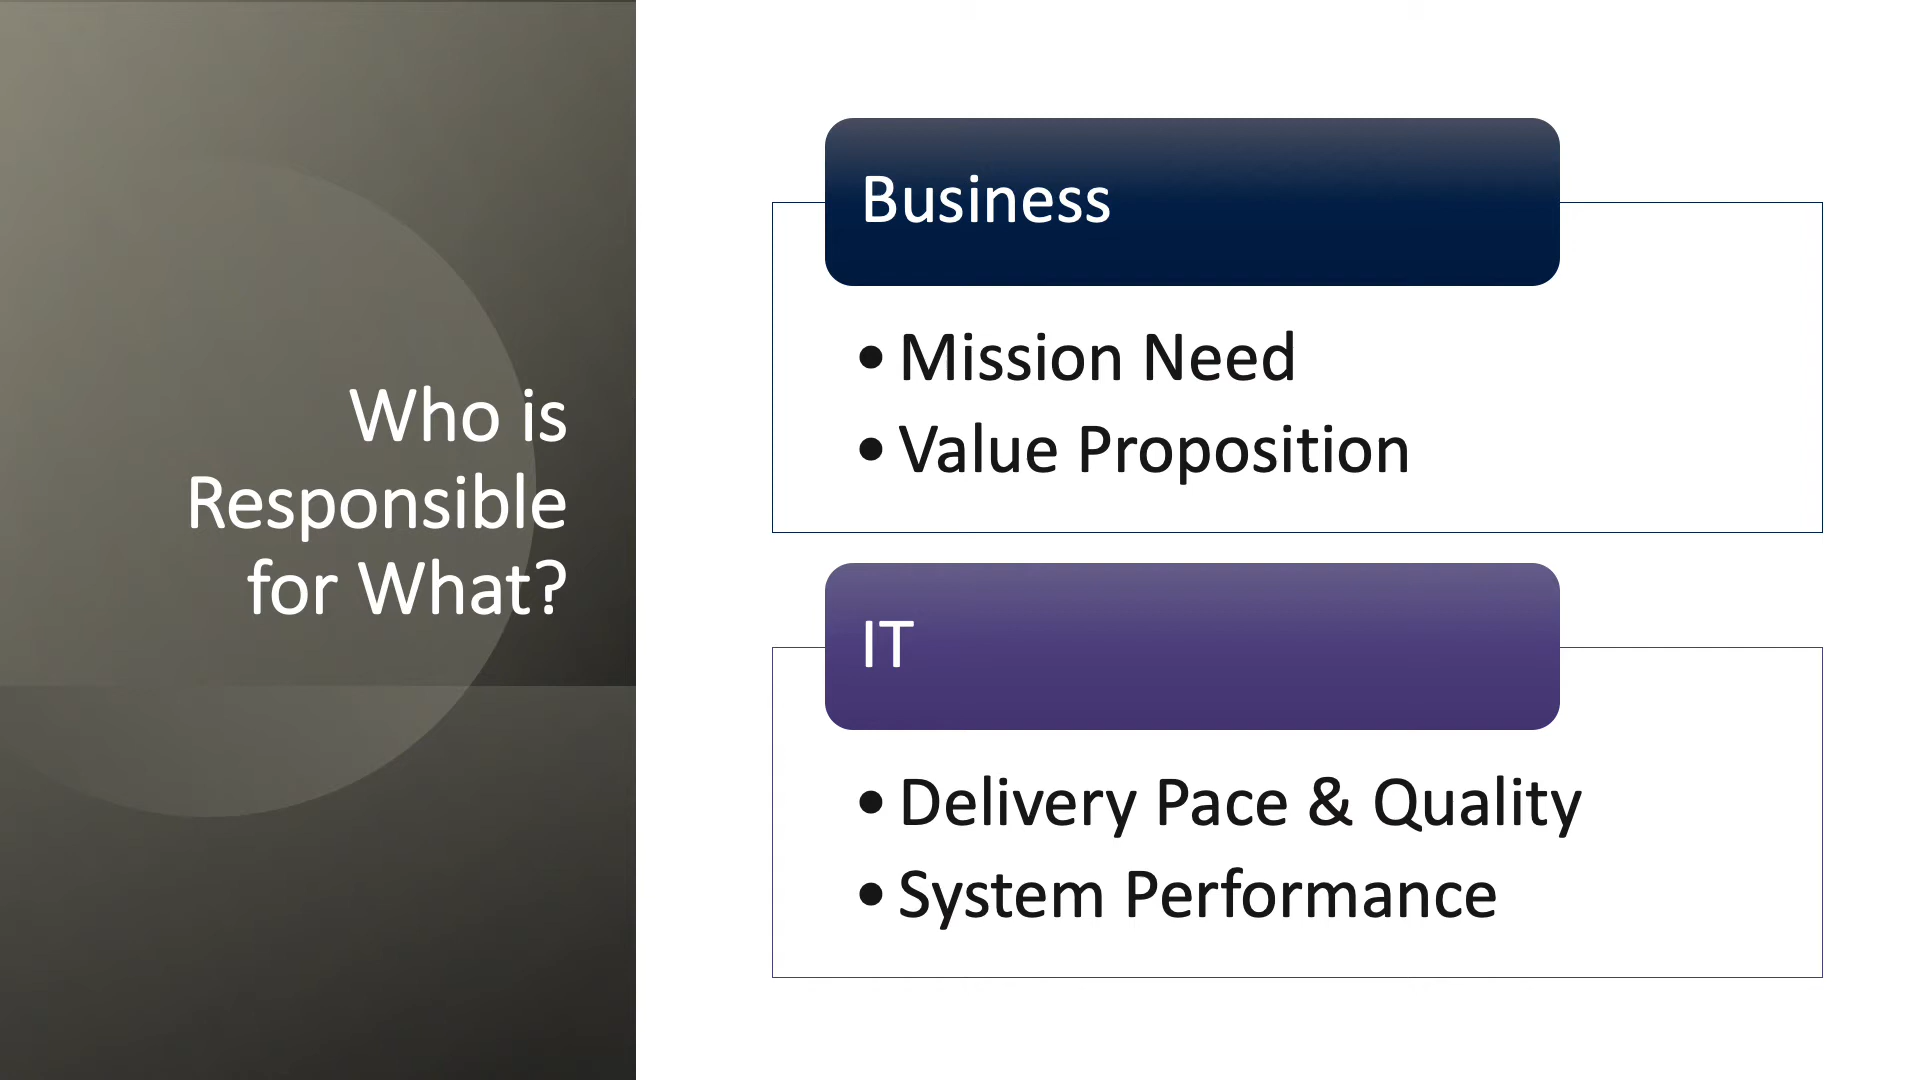 Who is
Responsible
for What?
Business
• Mission Need
• Value Proposition
IT
• Delivery Pace & Quality
• System Performance